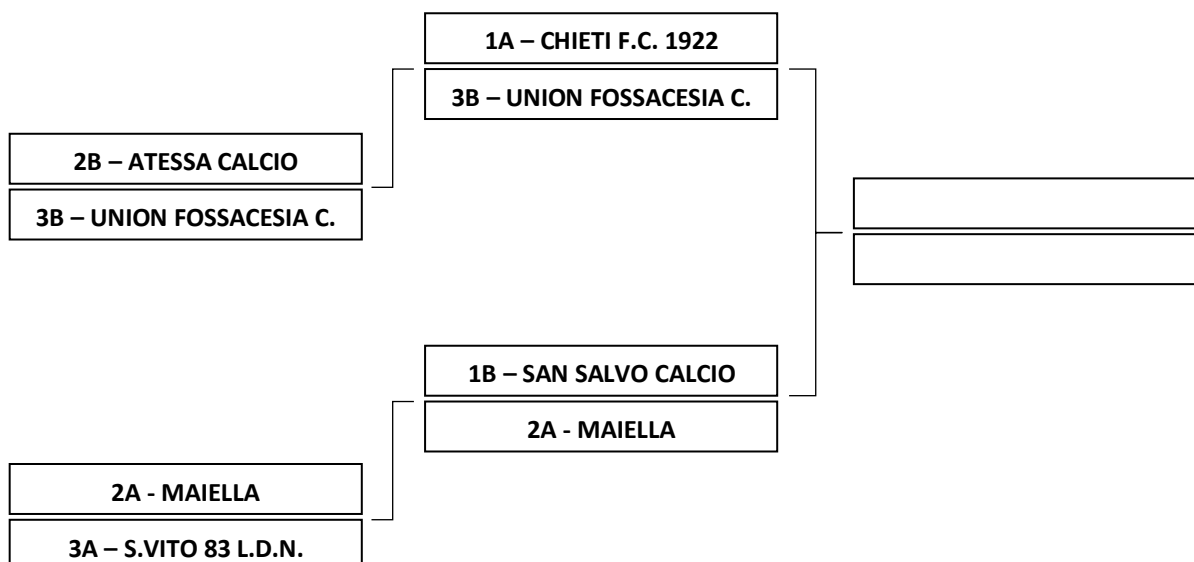 1A – CHIETI F.C. 1922
3B – UNION FOSSACESIA C.
2B – ATESSA CALCIO
3B – UNION FOSSACESIA C.
1B – SAN SALVO CALCIO
2A - MAIELLA
2A - MAIELLA
3A – S.VITO 83 L.D.N.